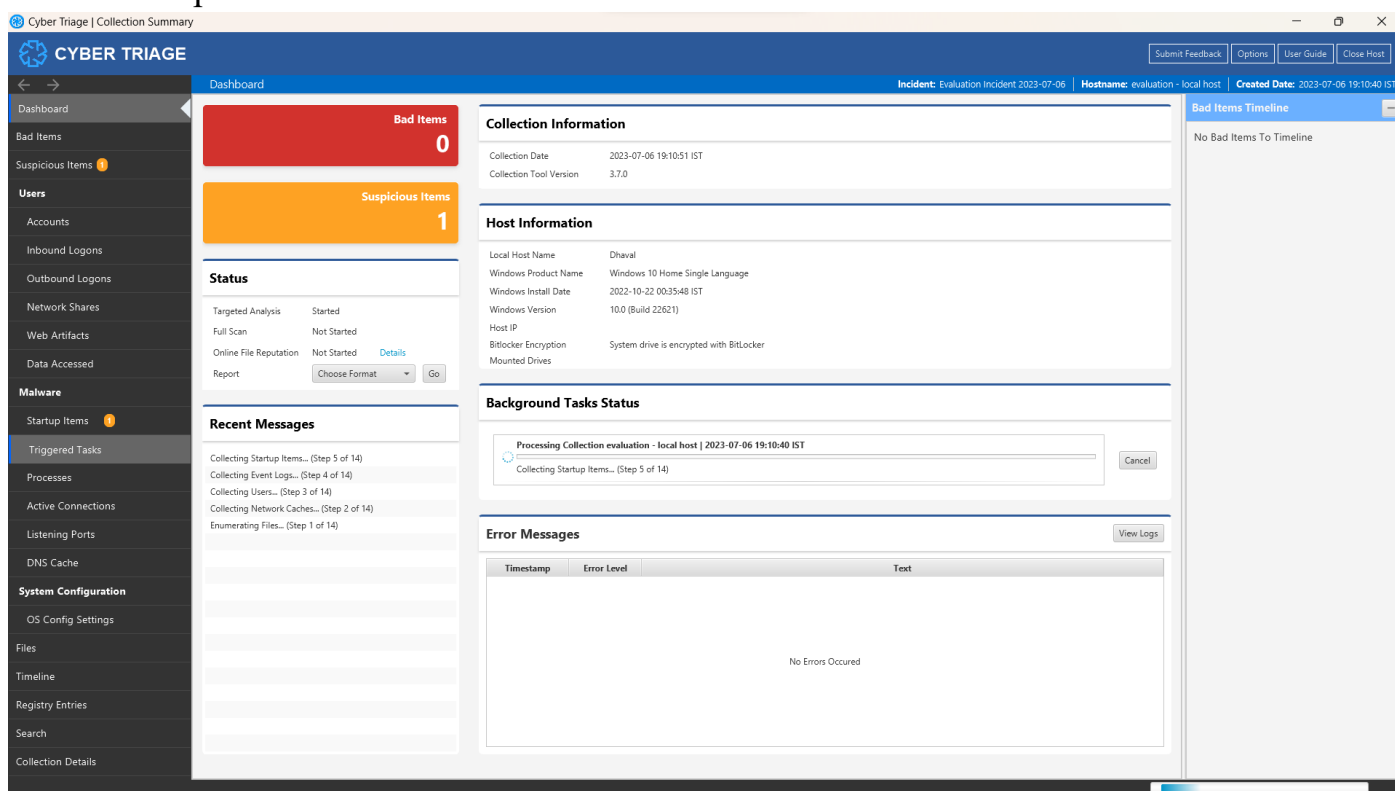 Cyber Triage | Collection Summary
CYBER TRIAGE
Submit Feedback Options User Guide Close Host
Dashboard Incident: Evaluation Incident 2023-07-06 Hostname: evaluation - local host Created Date: 2023-07-06 19:10:40 IST
Dashboard
Bad Items
Suspicious Items 1
Users
Accounts
Inbound Logons
Outbound Logons
Network Shares
Web Artifacts
Data Accessed
Malware
Startup Items 1
Triggered Tasks
Processes
Active Connections
Listening Ports
DNS Cache
System Configuration
OS Config Settings
Files
Timeline
Registry Entries
Search
Collection Details
Bad Items
0
Suspicious Items
1
Status
Targeted Analysis Started
Full Scan Not Started
Online File Reputation Not Started Details
Report Choose Format Go
Recent Messages
Collecting Startup Items... (Step 5 of 14)
Collecting Event Logs... (Step 4 of 14)
Collecting Users... (Step 3 of 14)
Collecting Network Caches... (Step 2 of 14)
Enumerating Files... (Step 1 of 14)
Collection Information
Collection Date 2023-07-06 19:10:51 IST
Collection Tool Version 3.7.0
Host Information
Local Host Name Dhaval
Windows Product Name Windows 10 Home Single Language
Windows Install Date 2022-10-22 00:35:48 IST
Windows Version 10.0 (Build 22621)
Host IP
Bitlocker Encryption System drive is encrypted with BitLocker
Mounted Drives
Background Tasks Status
Processing Collection evaluation - local host | 2023-07-06 19:10:40 IST
Collecting Startup Items... (Step 5 of 14)
Cancel
Error Messages View Logs
Timestamp Error Level Text
No Errors Occured
Bad Items Timeline
No Bad Items To Timeline